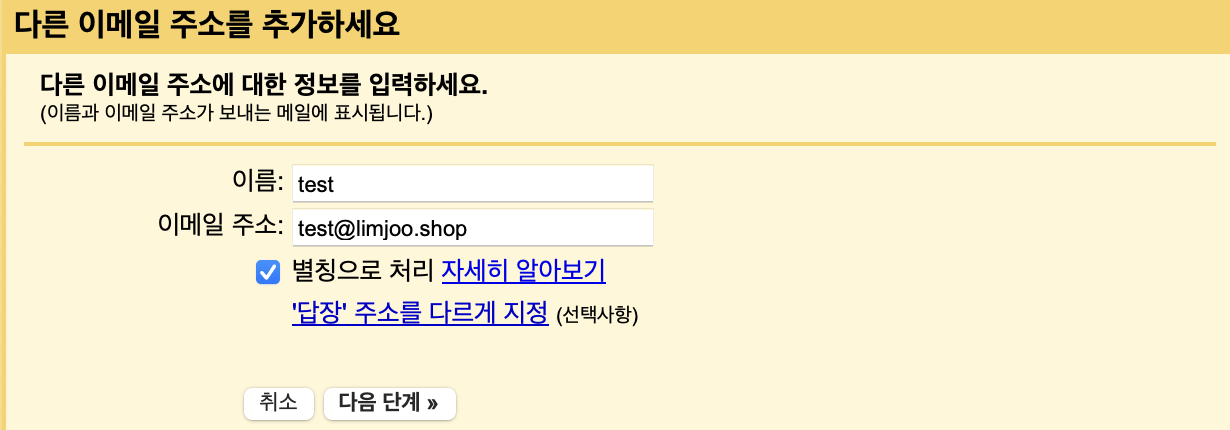 다른 이메일 주소를 추가하세요
다른 이메일 주소에 대한 정보를 입력하세요.
(이름과 이메일 주소가 보내는 메일에 표시됩니다.)
이름: test
이메일 주소: test@limjoo.shop
별칭으로 처리 자세히 알아보기
'답장' 주소를 다르게 지정 (선택사항)
취소 다음 단계 »